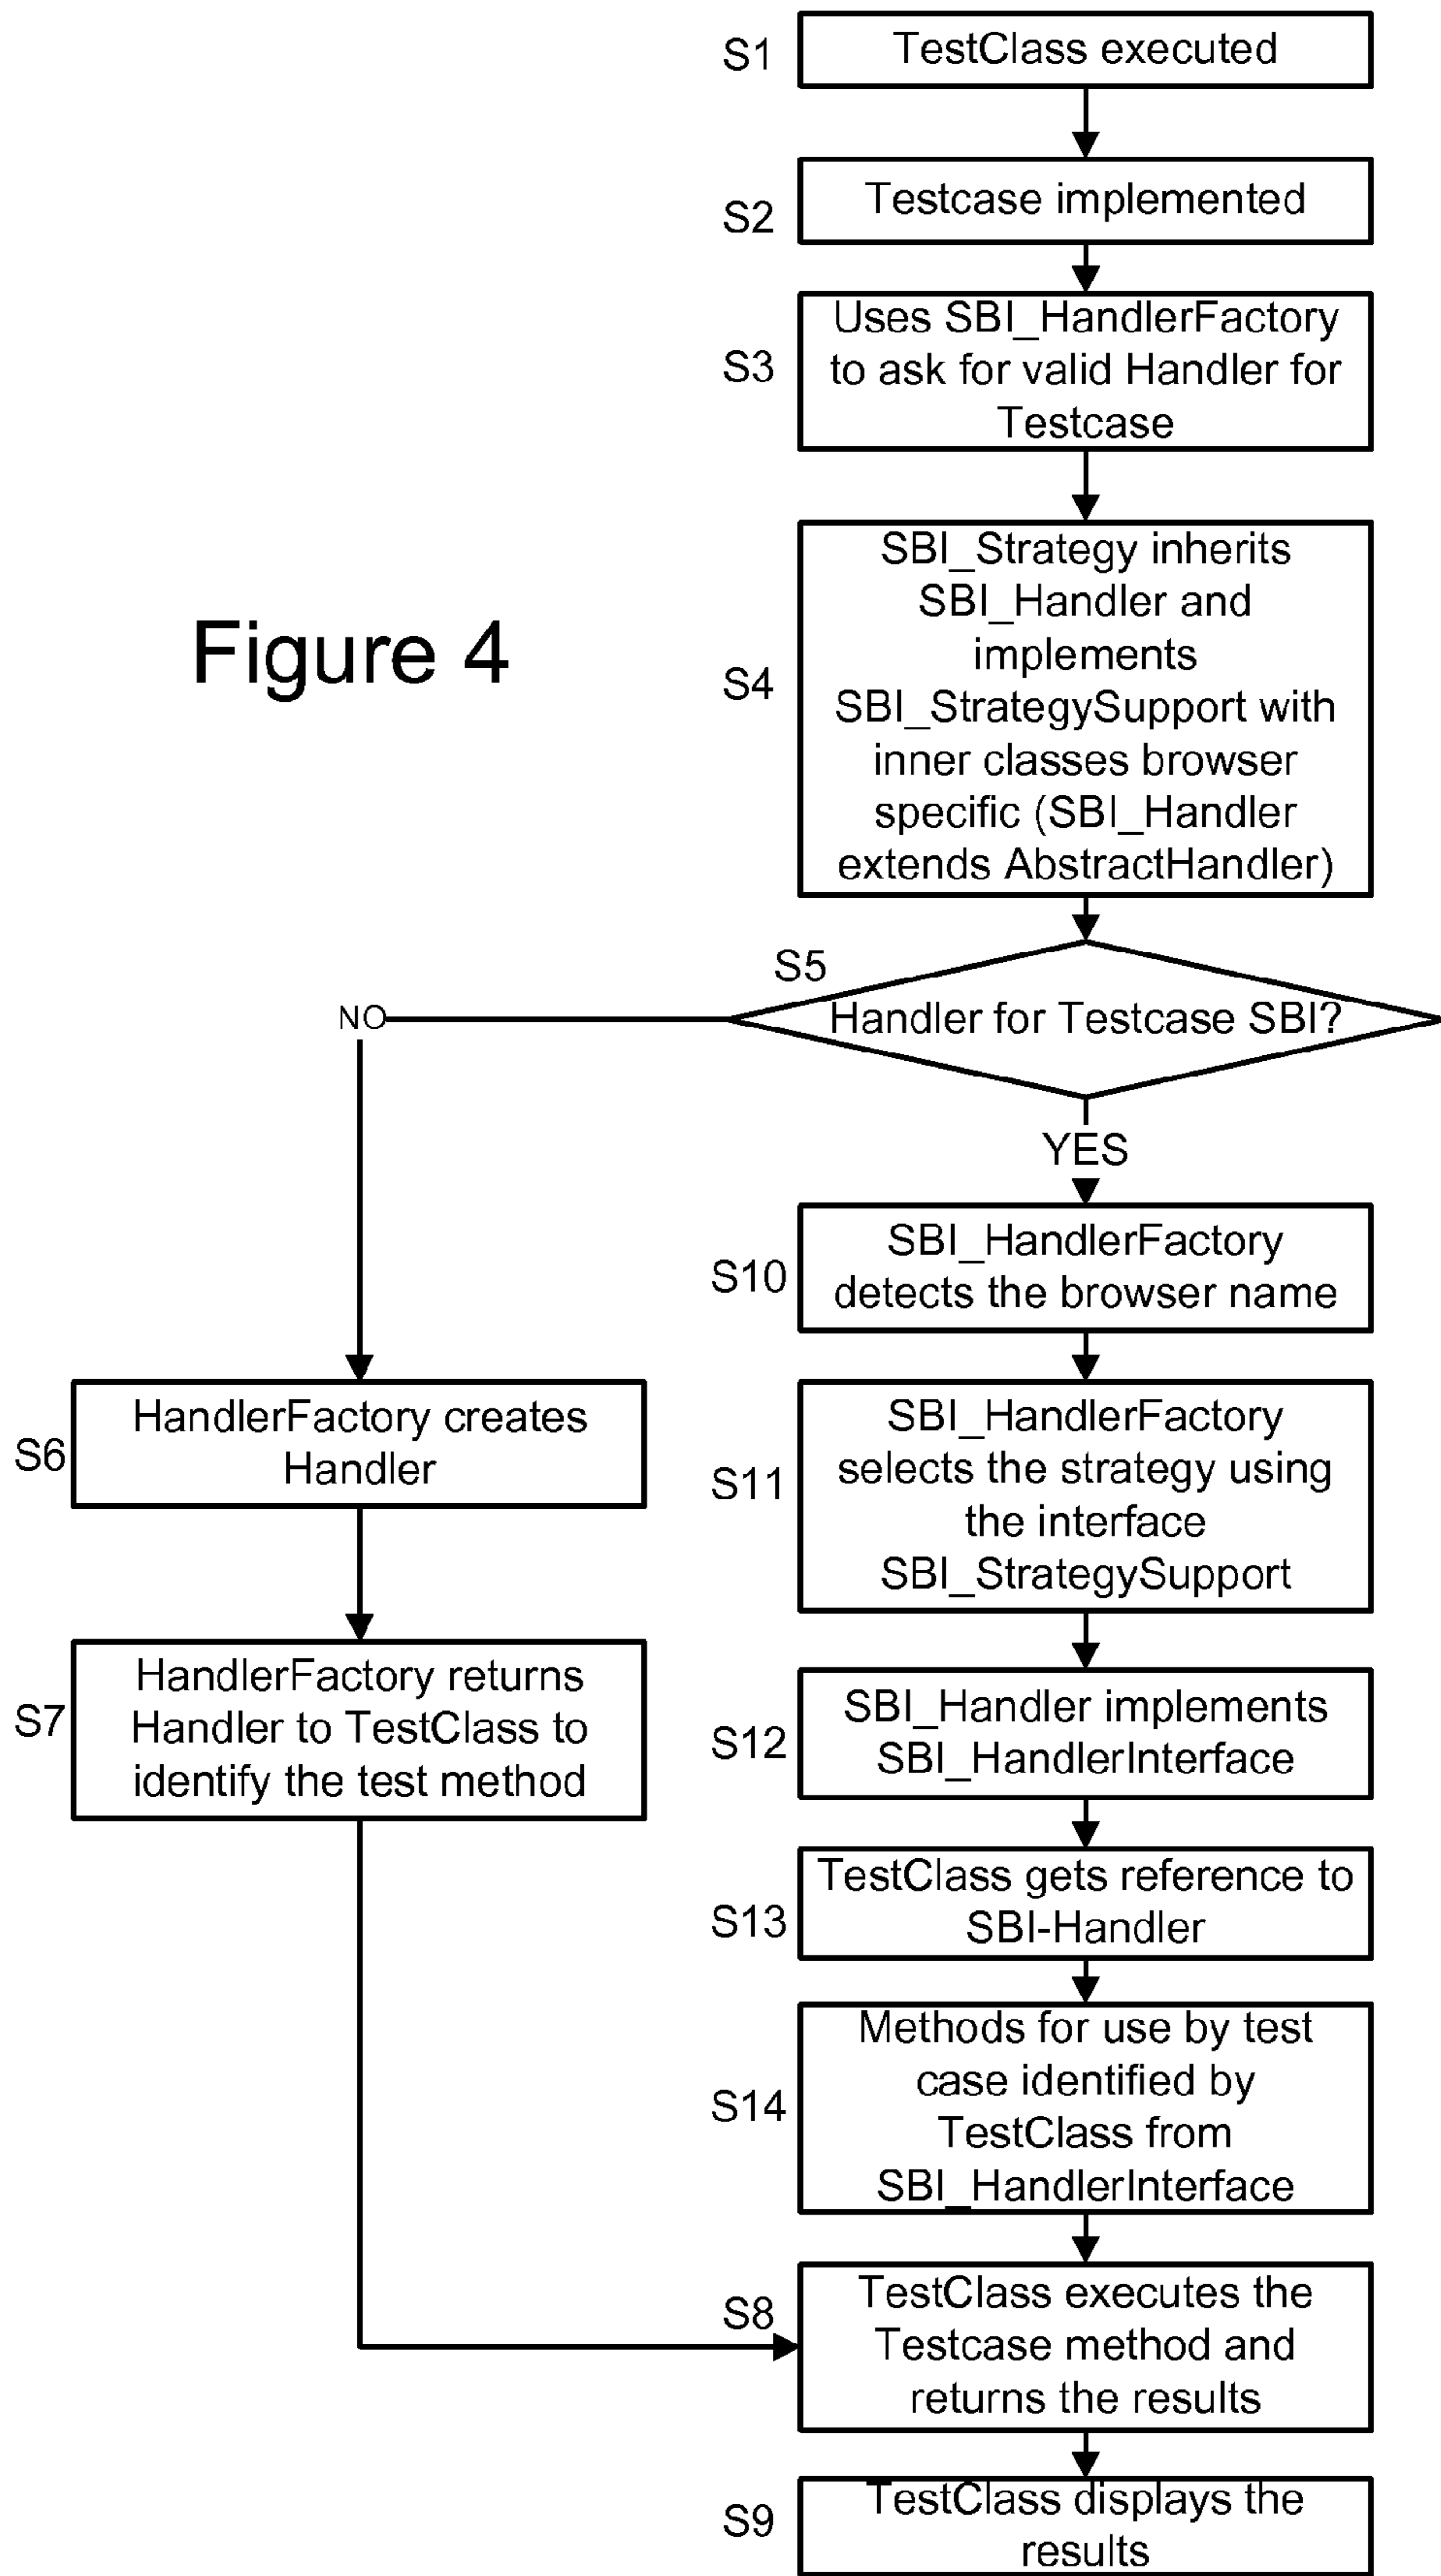 S1
TestClass executed
S2
Testcase implemented
S3
Uses SBI_HandlerFactory
to ask for valid Handler for
Testcase
Figure 4
S4
SBI_Strategy inherits
SBI_Handler and
implements
SBI_StrategySupport with
inner classes browser
specific (SBI_Handler
extends AbstractHandler)
S5
Handler for Testcase SBI?
NO
YES
S10
SBI_HandlerFactory
detects the browser name
S6
HandlerFactory creates
Handler
S11
SBI_HandlerFactory
selects the strategy using
the interface
SBI_StrategySupport
S7
HandlerFactory returns
Handler to TestClass to
identify the test method
S12
SBI_Handler implements
SBI_HandlerInterface
S13
TestClass gets reference to
SBI-Handler
S14
Methods for use by test
case identified by
TestClass from
SBI_HandlerInterface
S8
TestClass executes the
Testcase method and
returns the results
S9
TestClass displays the
results